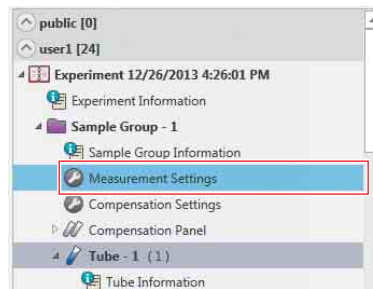 public [0]
user1 [24]
Experiment 12/26/2013 4:26:01 PM
Experiment Information
Sample Group - 1
Sample Group Information
Measurement Settings
Compensation Settings
Compensation Panel
Tube - 1 (1)
Tube Information